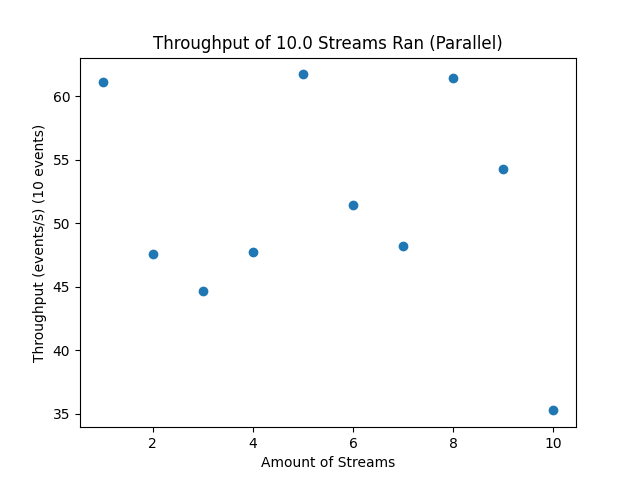 Throughput of 10.0 Streams Ran (Parallel)
Throughput (events/s) (10 events)
60
55
50
45
40
35
2 4 6 8 10
Amount of Streams